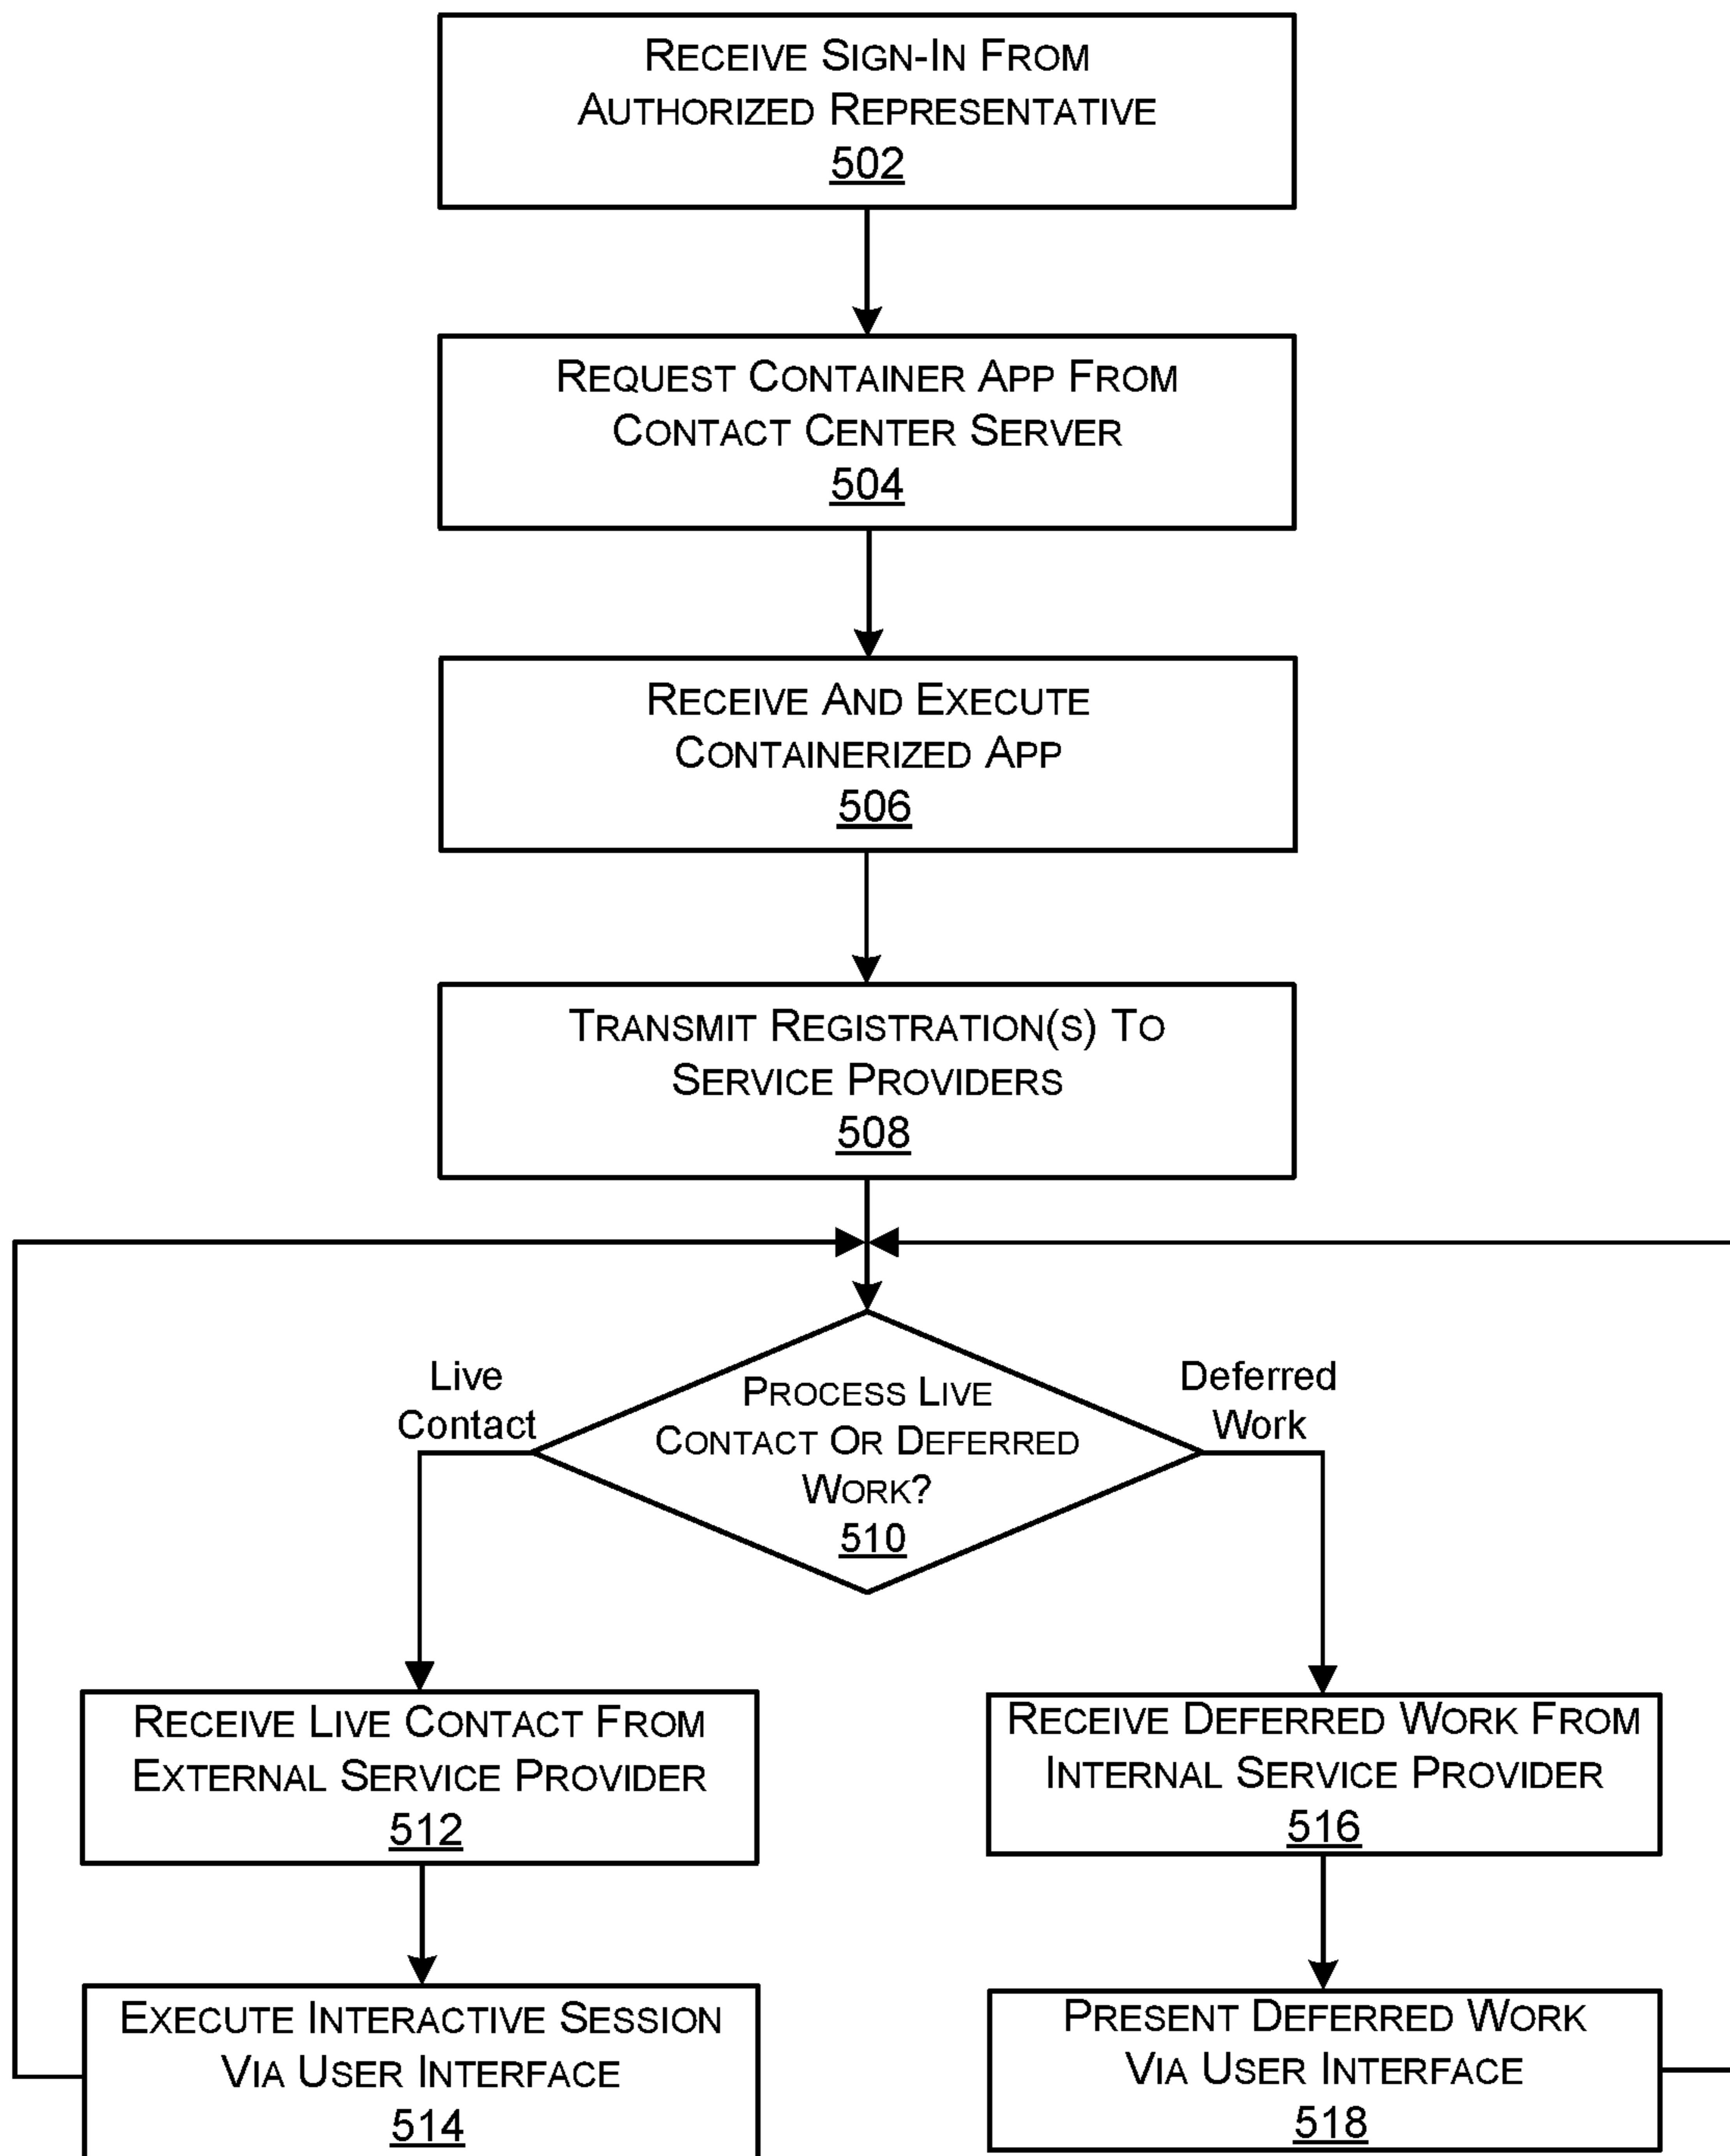 RECEIVE SIGN-IN FROM
AUTHORIZED REPRESENTATIVE
502
REQUEST CONTAINER APP FROM
CONTACT CENTER SERVER
504
RECEIVE AND EXECUTE
CONTAINERIZED APP
506
TRANSMIT REGISTRATION(S) TO
SERVICE PROVIDERS
508
Live
Contact
PROCESS LIVE
CONTACT OR DEFERRED
WORK?
510
Deferred
Work
RECEIVE LIVE CONTACT FROM
EXTERNAL SERVICE PROVIDER
512
RECEIVE DEFERRED WORK FROM
INTERNAL SERVICE PROVIDER
516
EXECUTE INTERACTIVE SESSION
VIA USER INTERFACE
514
PRESENT DEFERRED WORK
VIA USER INTERFACE
518